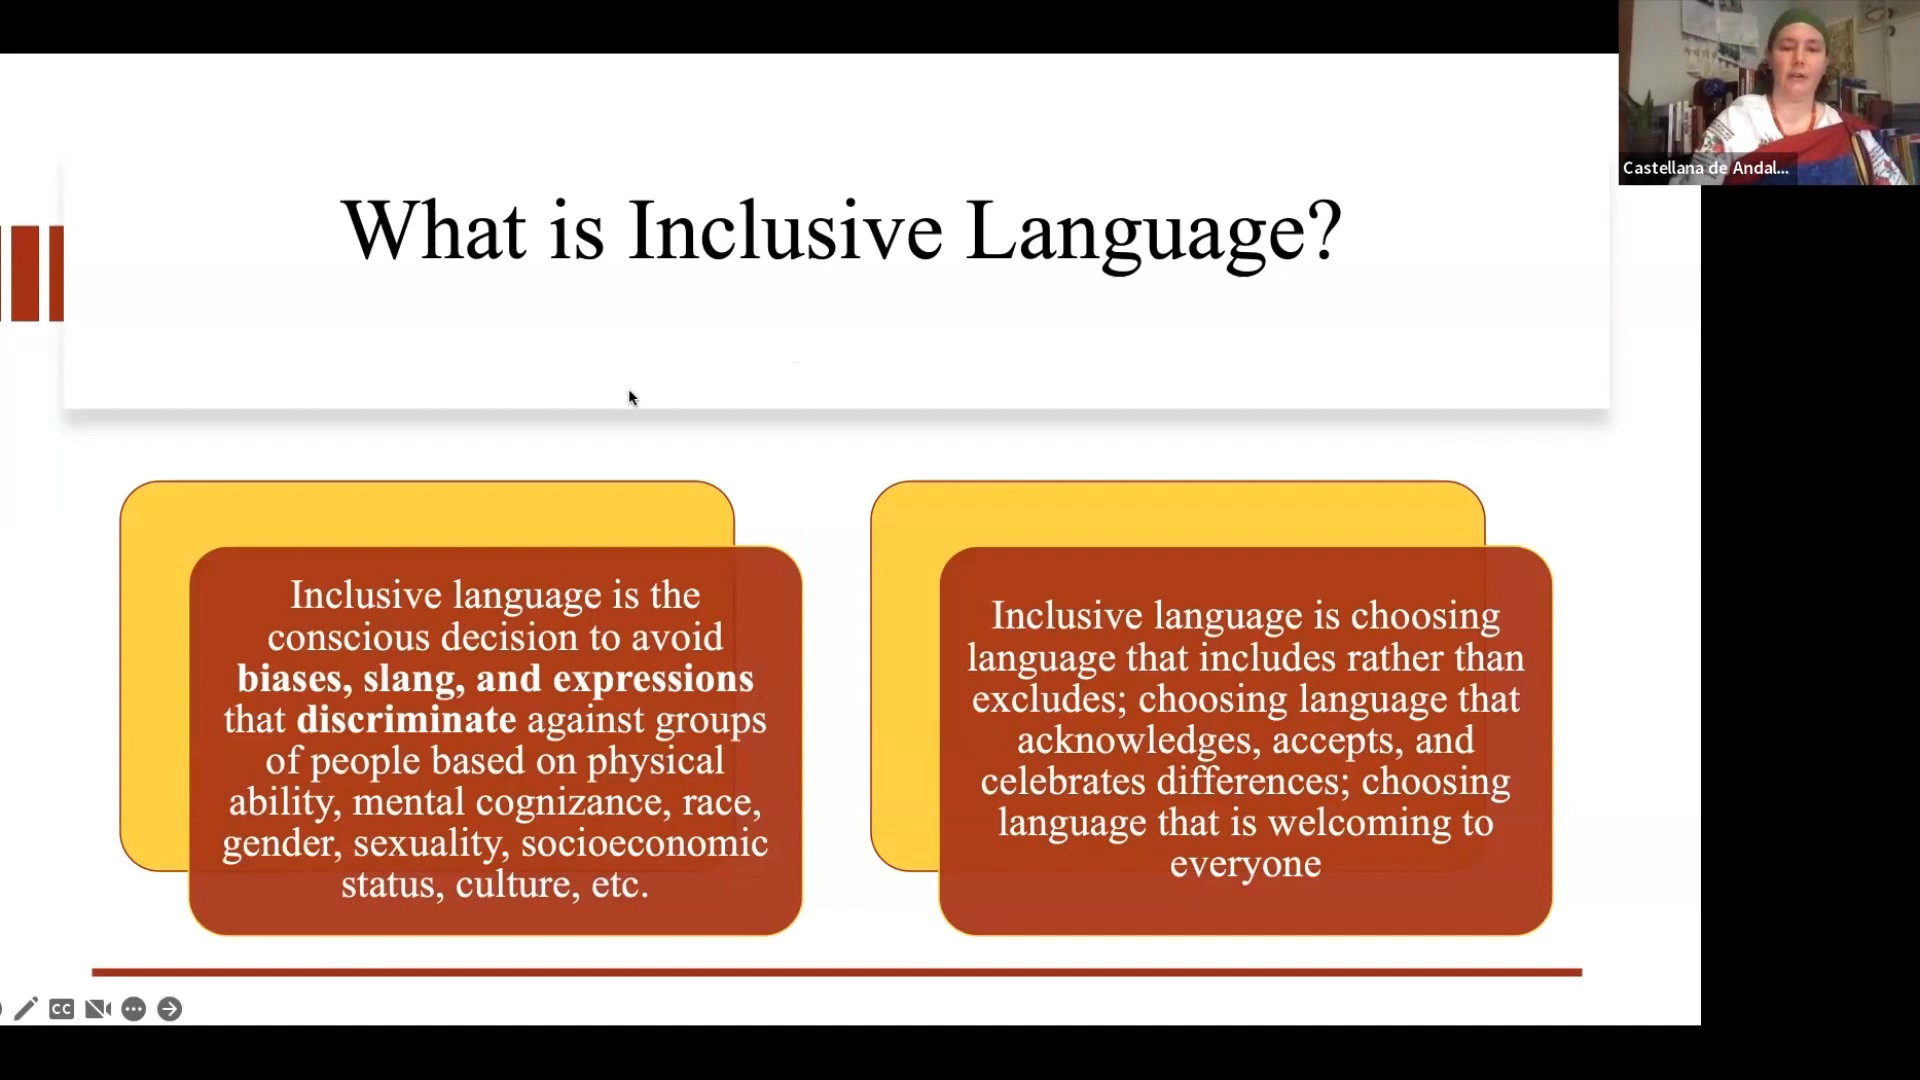 What is Inclusive Language?
Castellana de Andal...
Inclusive language is the
conscious decision to avoid
biases, slang, and expressions
that discriminate against groups
of people based on physical
ability, mental cognizance, race,
gender, sexuality, socioeconomic
status, culture, etc.
Inclusive language is choosing
language that includes rather than
excludes; choosing language that
acknowledges, accepts, and
celebrates differences; choosing
language that is welcoming to
everyone
CC